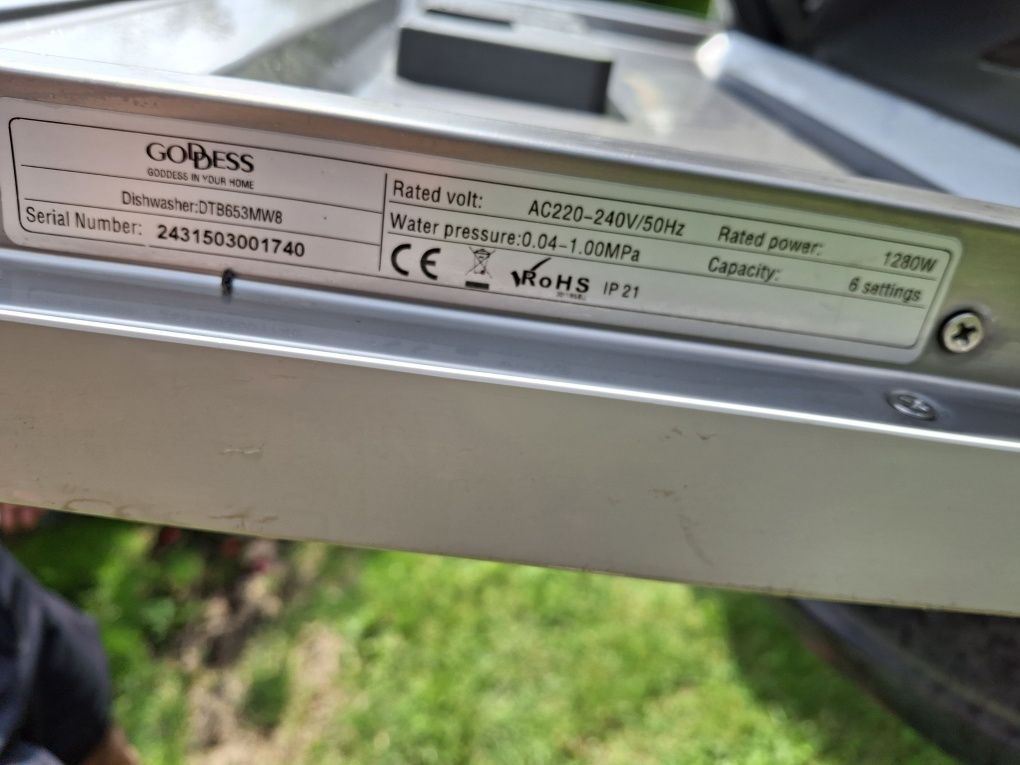 GODDESS
GODDESS IN YOUR HOME
Dishwasher:DTB653MW8
Serial Number: 2431503001740
Rated volt: AC220-240V/50Hz Rated power: 1280W
Water pressure:0.04-1.00MPa Capacity: 6 settings
CE RoHS IP 21